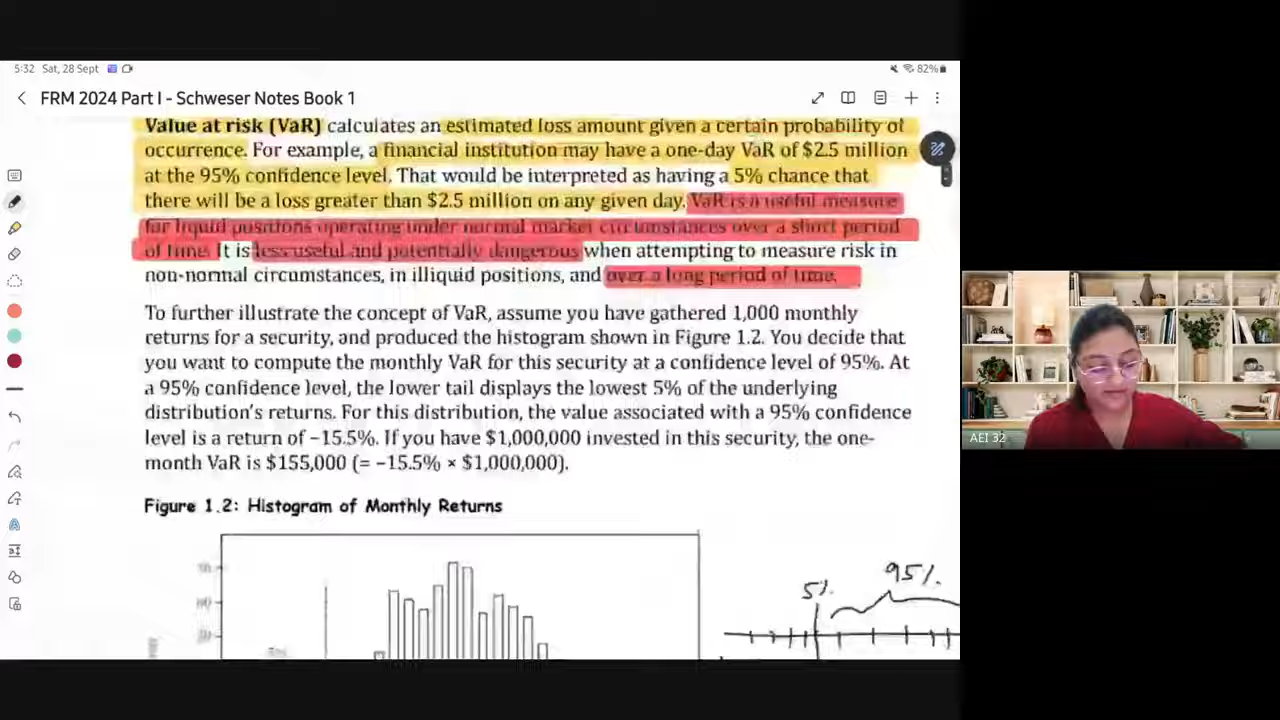 5:32 Sat, 28 Sept 82%
FRM 2024 Part I - Schweser Notes Book 1
Value at risk (VaR) calculates an estimated loss amount given a certain probability of
occurrence. For example, a financial institution may have a one-day VaR of $2.5 million
at the 95% confidence level. That would be interpreted as having a 5% chance that
there will be a loss greater than $2.5 million on any given day. VaR is a useful measure
for liquid positions operating under normal market circumstances over a short period
of time. It is less useful and potentially dangerous when attempting to measure risk in
non-normal circumstances, in illiquid positions, and over a long period of time.
To further illustrate the concept of VaR, assume you have gathered 1,000 monthly
returns for a security, and produced the histogram shown in Figure 1.2. You decide that
you want to compute the monthly VaR for this security at a confidence level of 95%. At
a 95% confidence level, the lower tail displays the lowest 5% of the underlying
distribution's returns. For this distribution, the value associated with a 95% confidence
level is a return of −15.5%. If you have $1,000,000 invested in this security, the one-
month VaR is $155,000 (= −15.5% × $1,000,000).
Figure 1.2: Histogram of Monthly Returns
5%. 95%.
AEI 32